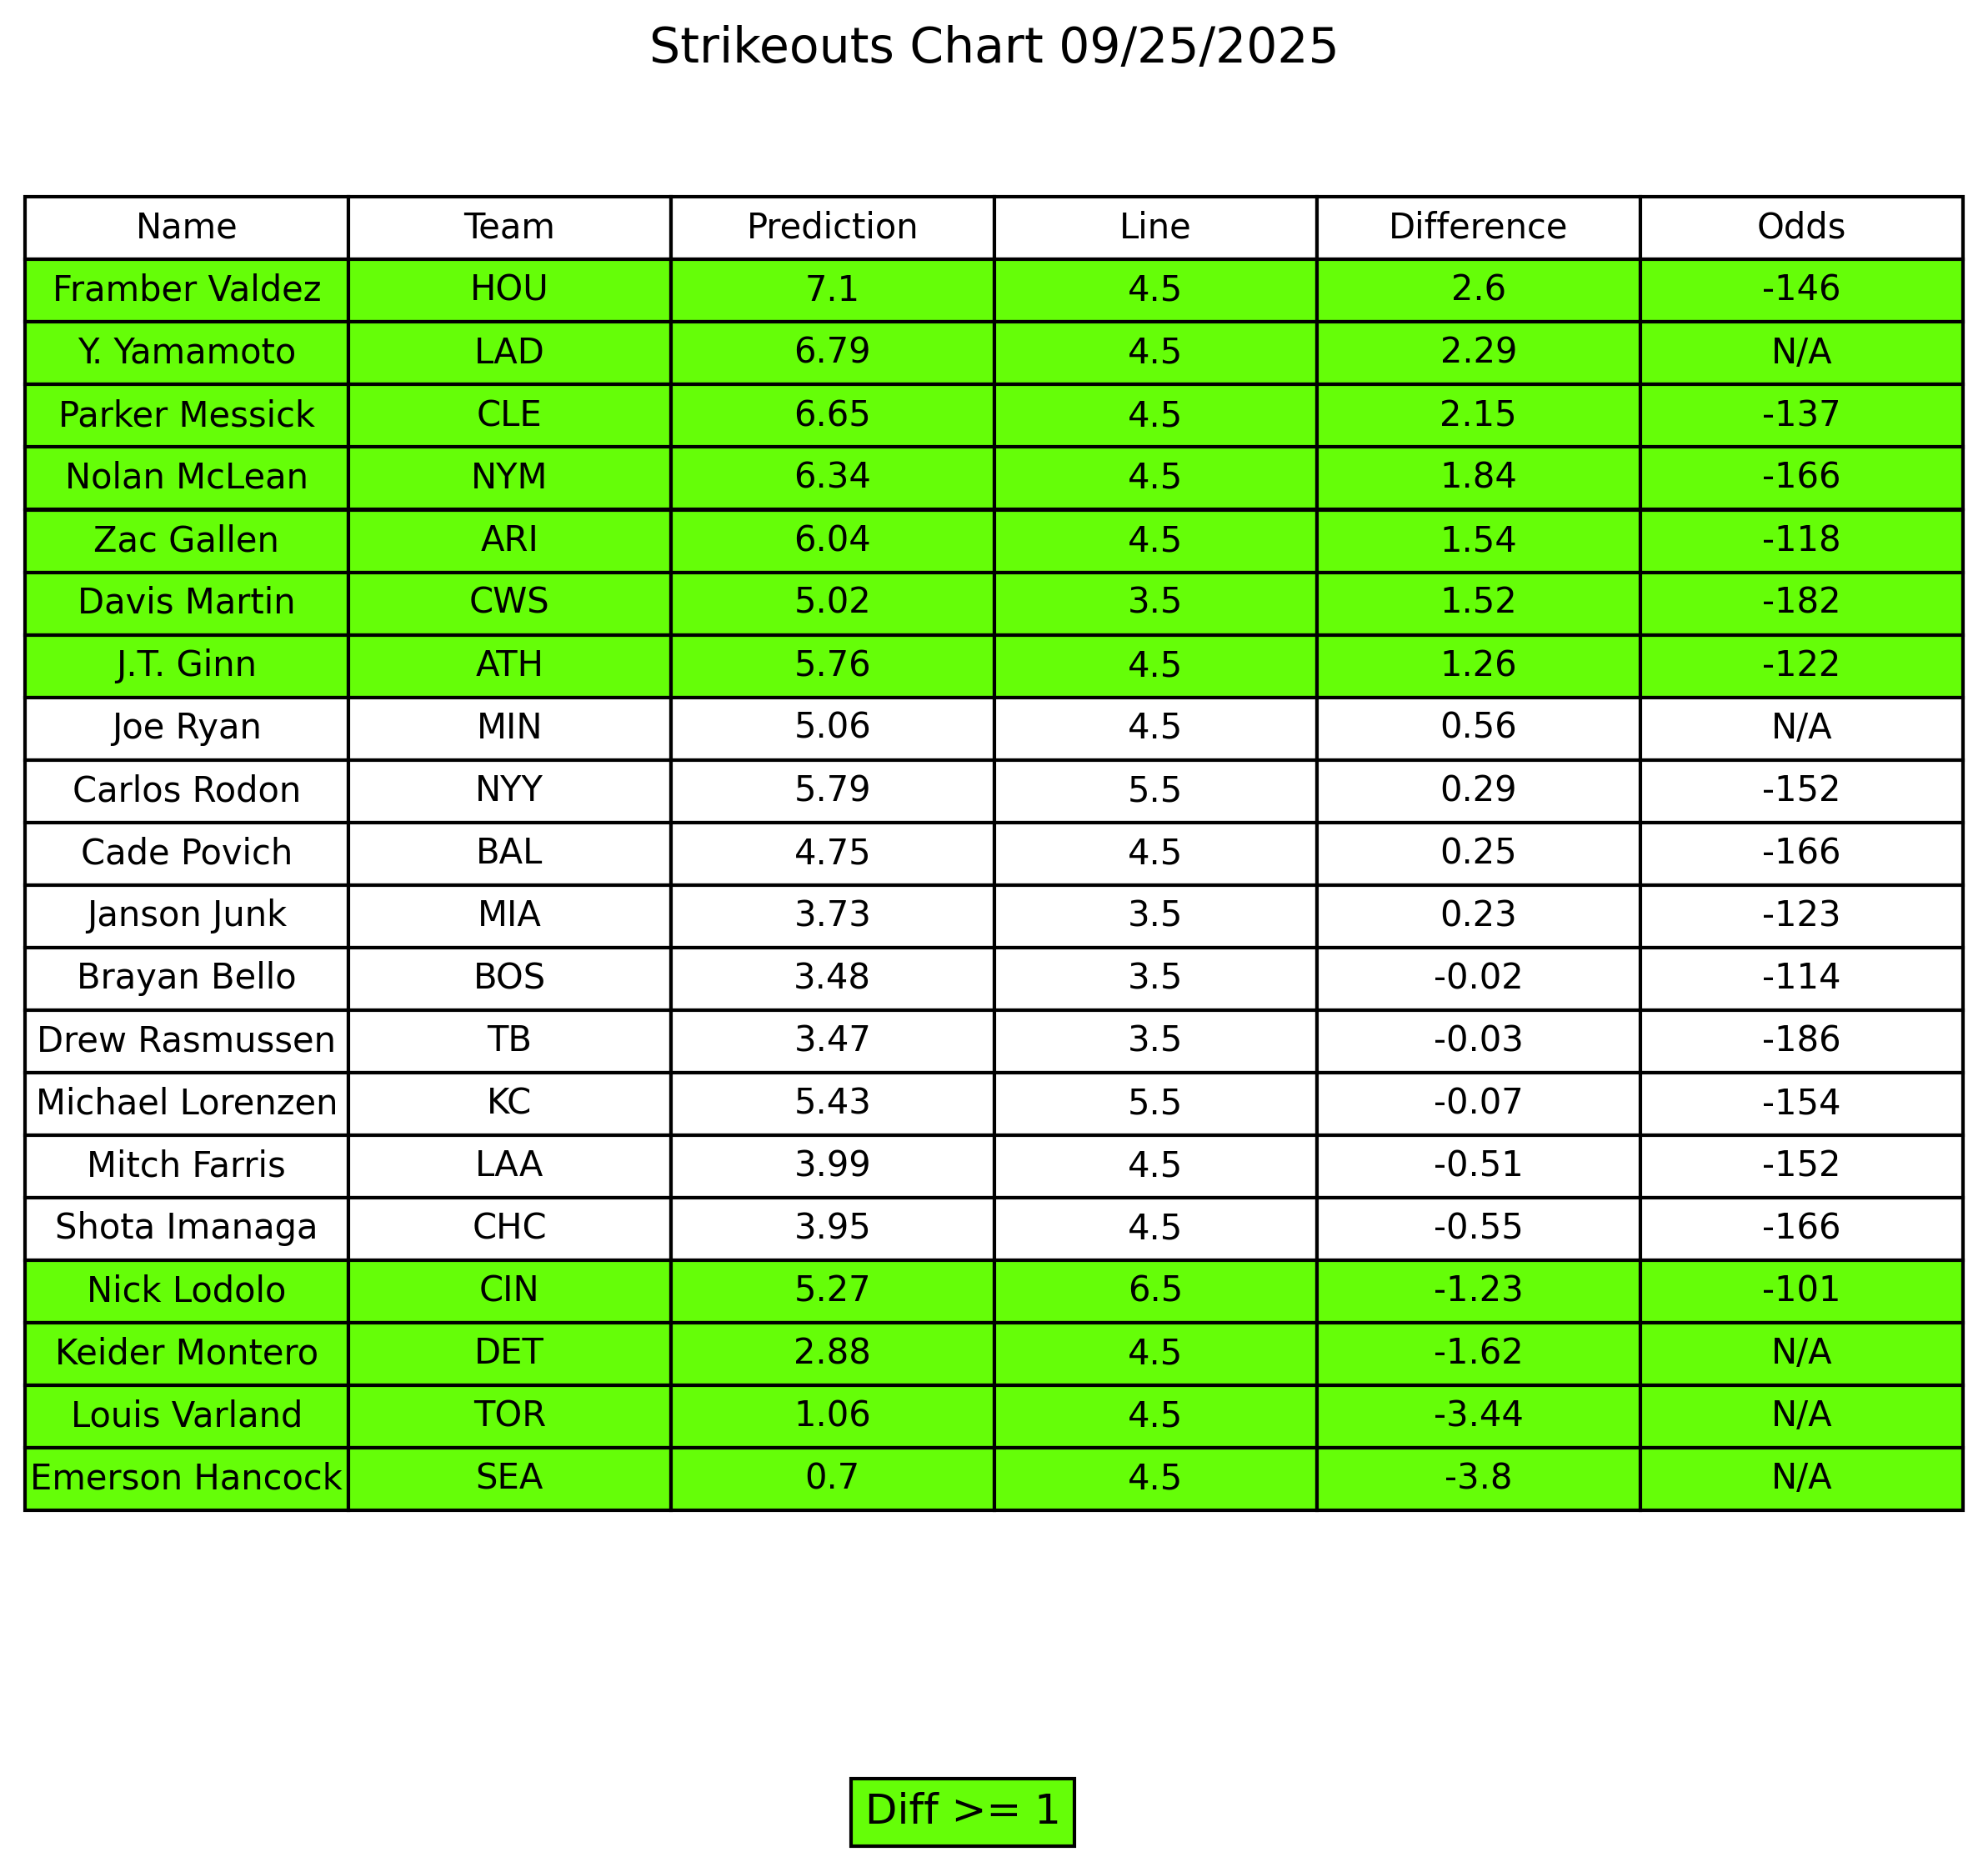 Strikeouts Chart 09/25/2025
Name Team Prediction Line Difference Odds
Framber Valdez HOU 7.1 4.5 2.6 -146
Y. Yamamoto LAD 6.79 4.5 2.29 N/A
Parker Messick CLE 6.65 4.5 2.15 -137
Nolan McLean NYM 6.34 4.5 1.84 -166
Zac Gallen ARI 6.04 4.5 1.54 -118
Davis Martin CWS 5.02 3.5 1.52 -182
J.T. Ginn ATH 5.76 4.5 1.26 -122
Joe Ryan MIN 5.06 4.5 0.56 N/A
Carlos Rodon NYY 5.79 5.5 0.29 -152
Cade Povich BAL 4.75 4.5 0.25 -166
Janson Junk MIA 3.73 3.5 0.23 -123
Brayan Bello BOS 3.48 3.5 -0.02 -114
Drew Rasmussen TB 3.47 3.5 -0.03 -186
Michael Lorenzen KC 5.43 5.5 -0.07 -154
Mitch Farris LAA 3.99 4.5 -0.51 -152
Shota Imanaga CHC 3.95 4.5 -0.55 -166
Nick Lodolo CIN 5.27 6.5 -1.23 -101
Keider Montero DET 2.88 4.5 -1.62 N/A
Louis Varland TOR 1.06 4.5 -3.44 N/A
Emerson Hancock SEA 0.7 4.5 -3.8 N/A
Diff >= 1